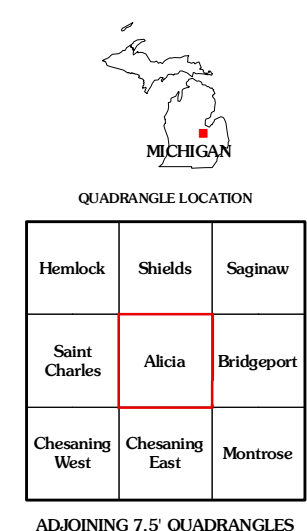 MICHIGAN
QUADRANGLE LOCATION
Hemlock Shields Saginaw
Saint
Charles Alicia Bridgeport
Chesaning
West Chesaning
East Montrose
ADJOINING 7.5' QUADRANGLES